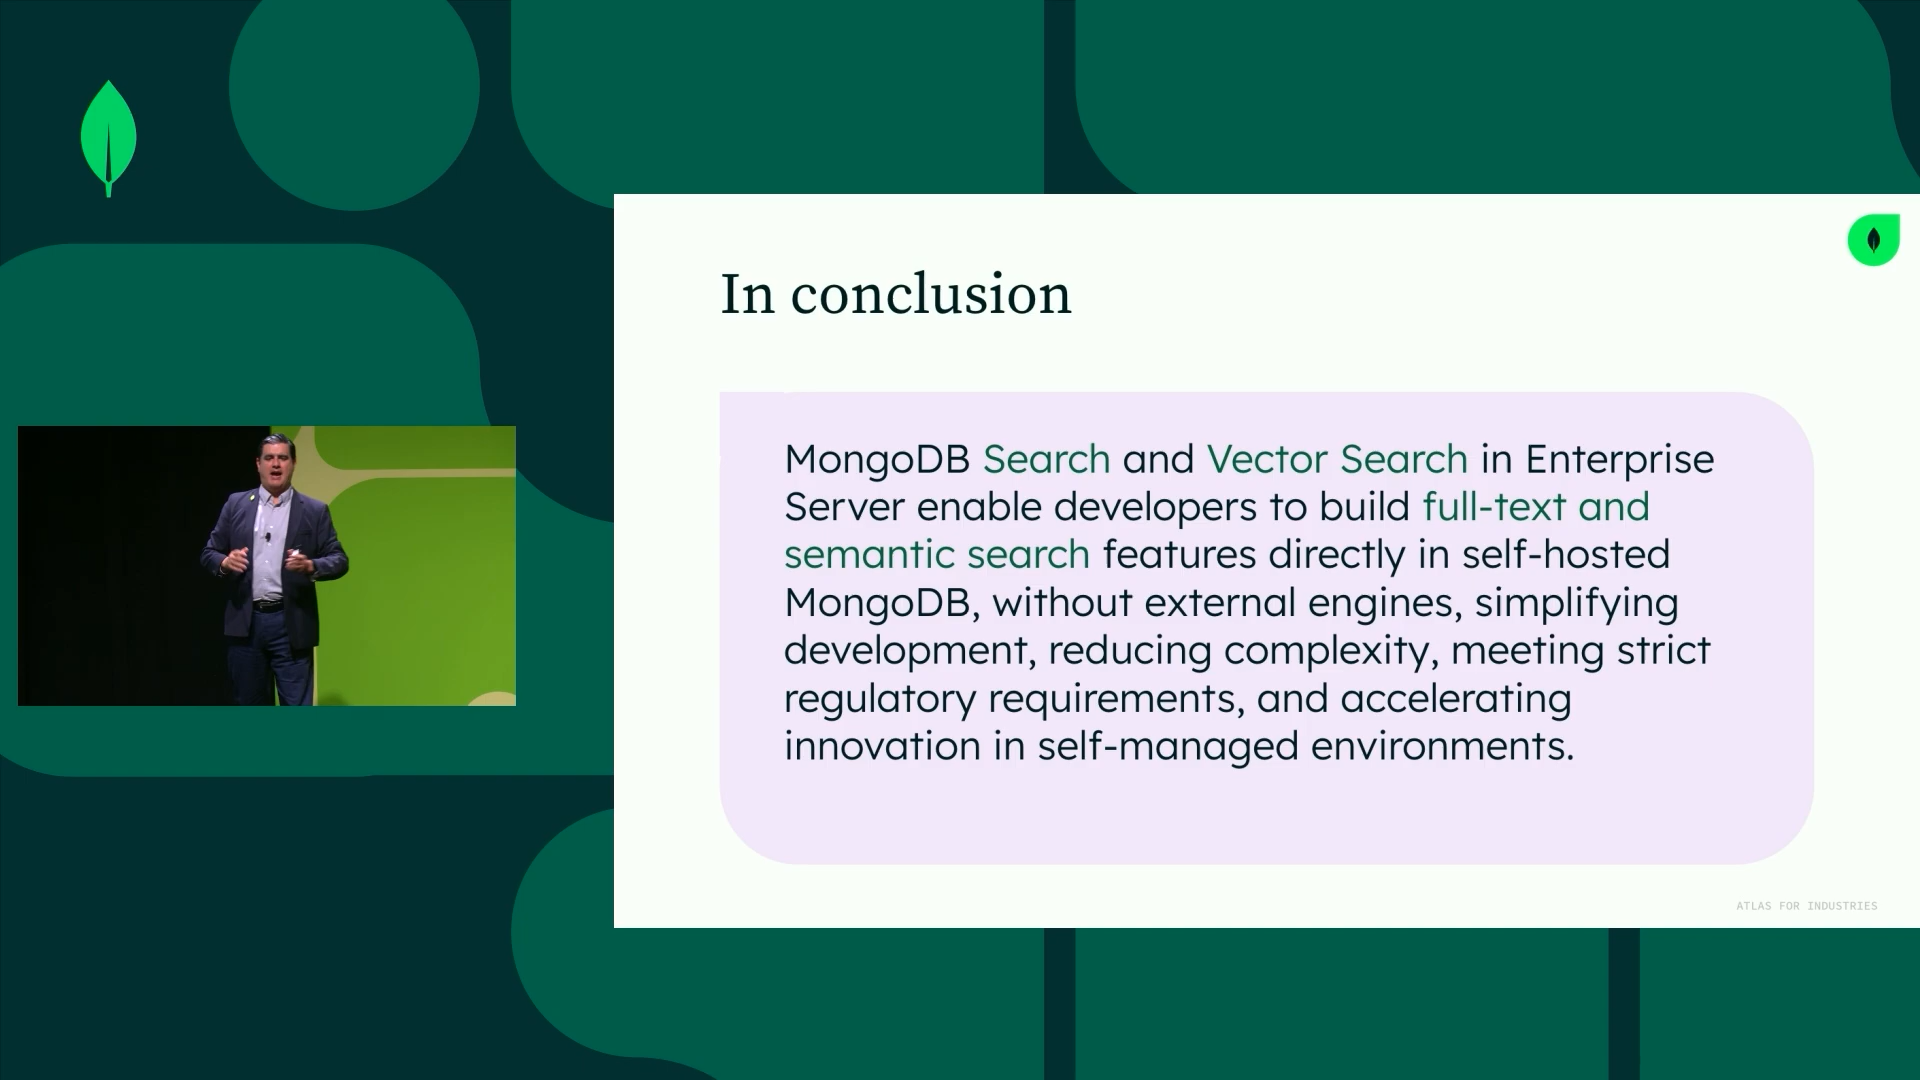 In conclusion
MongoDB Search and Vector Search in Enterprise
Server enable developers to build full-text and
semantic search features directly in self-hosted
MongoDB, without external engines, simplifying
development, reducing complexity, meeting strict
regulatory requirements, and accelerating
innovation in self-managed environments.
ATLAS FOR INDUSTRIES